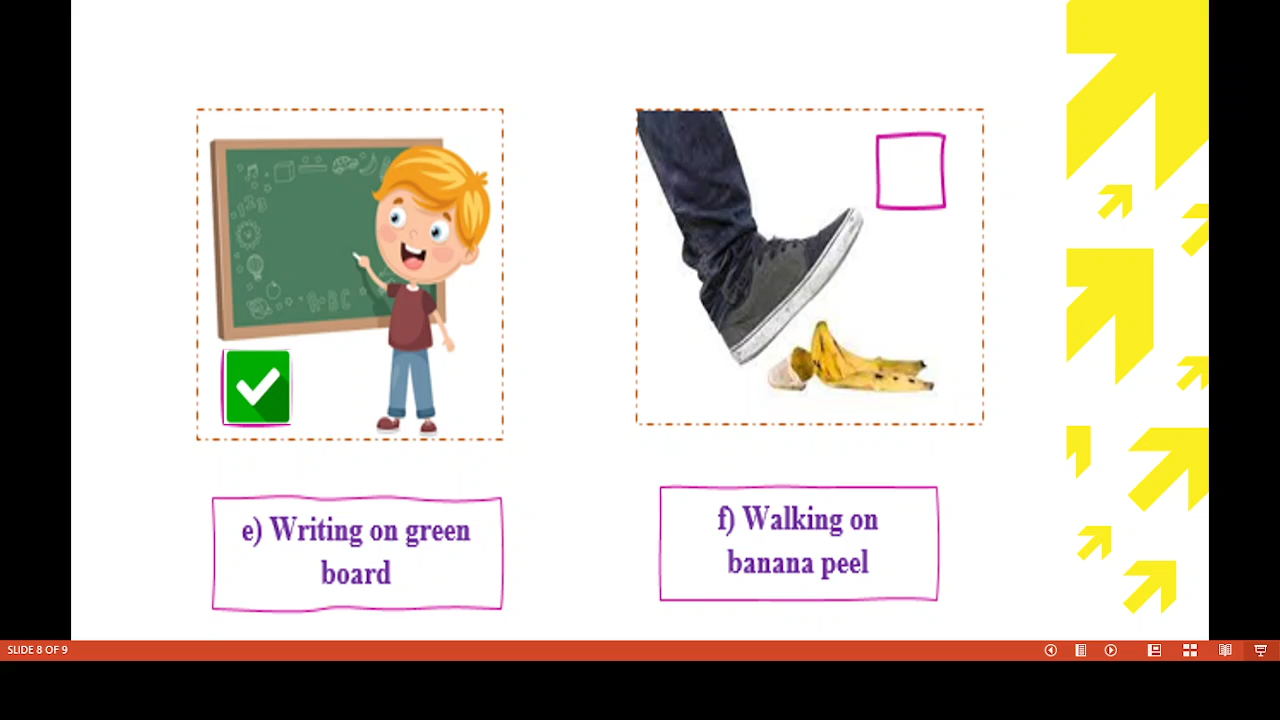 e) Writing on green
board
f) Walking on
banana peel
SLIDE 8 OF 9